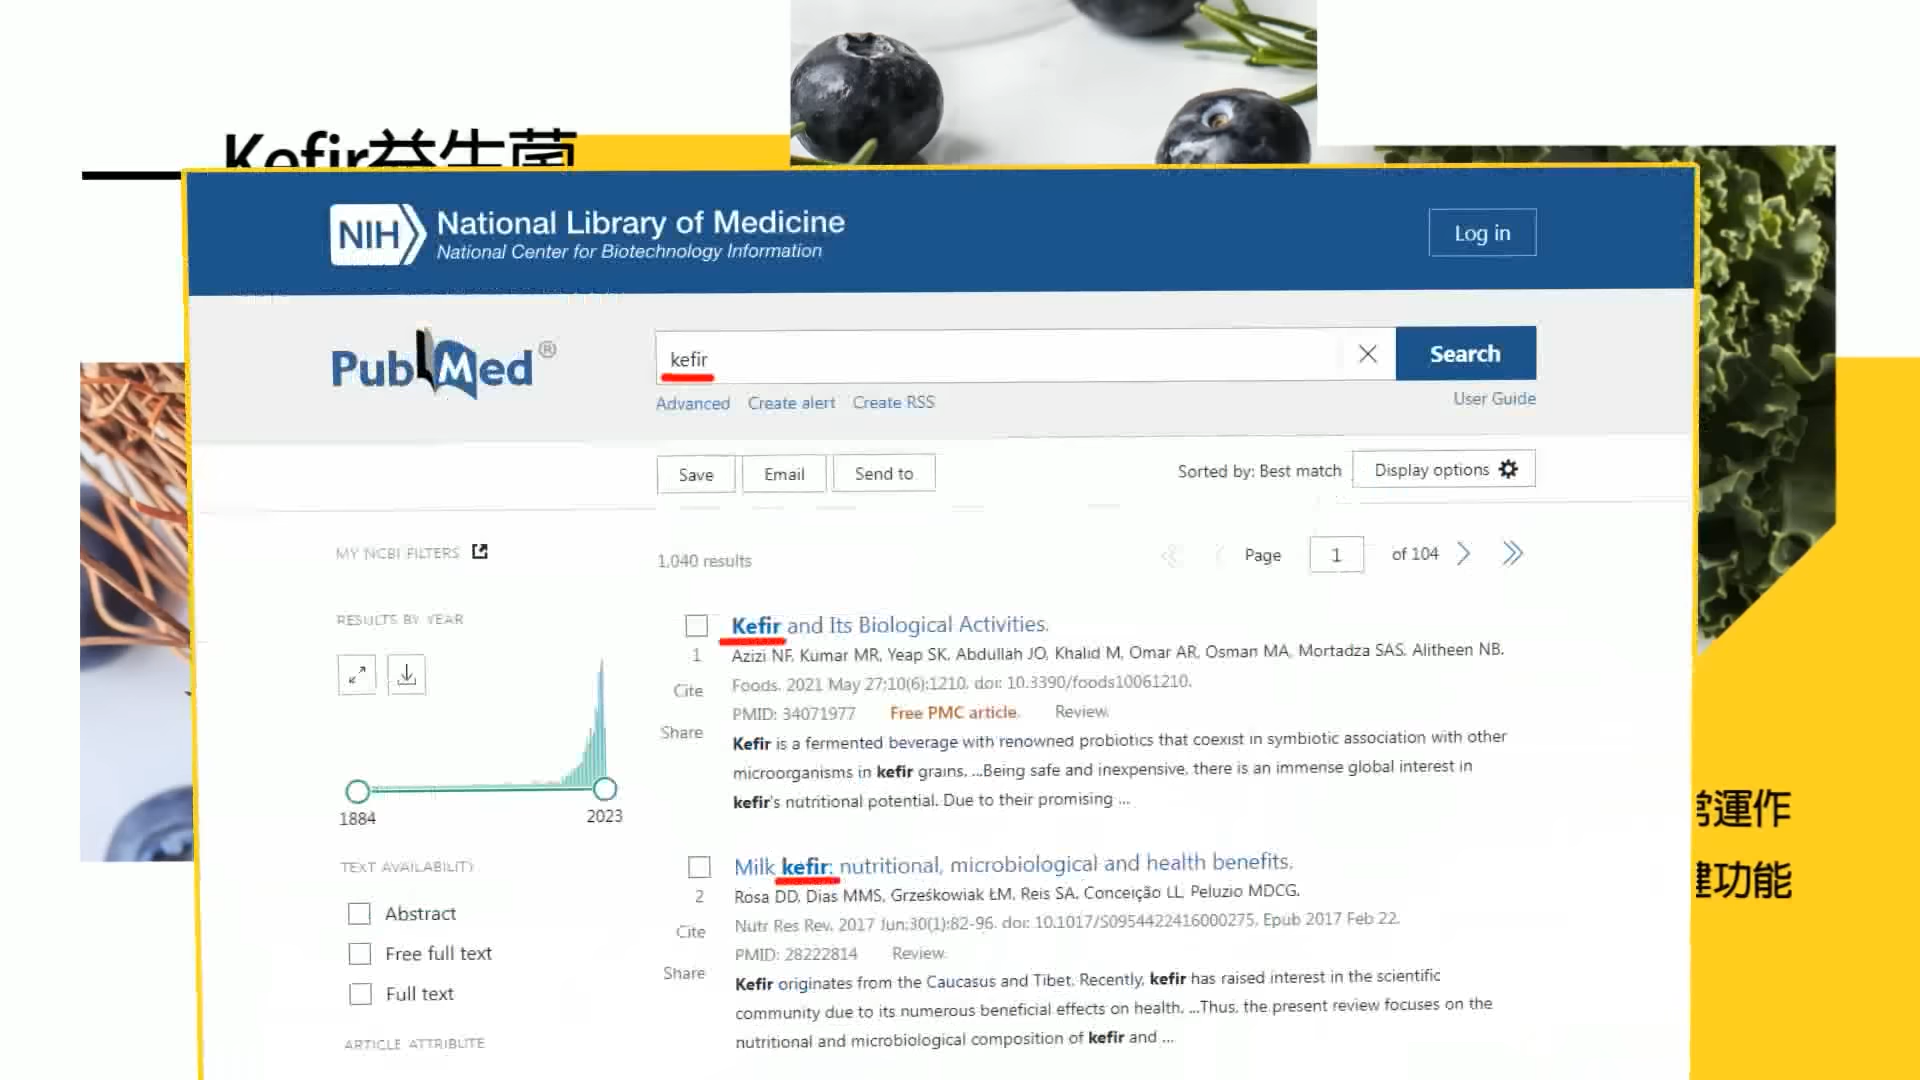 Kefir益生菌
NIH National Library of Medicine
National Center for Biotechnology Information
Log in
PubMed®
kefir
Search
Advanced Create alert Create RSS
User Guide
Save Email Send to
Sorted by: Best match Display options
MY NCBI FILTERS
1,040 results
Page 1 of 104
RESULTS BY YEAR
1884 2023
TEXT AVAILABILITY
Abstract
Free full text
Full text
ARTICLE ATTRIBUTE
Kefir and Its Biological Activities.
1
Cite
Share
Azizi NF, Kumar MR, Yeap SK, Abdullah JO, Khalid M, Omar AR, Osman MA, Mortadza SAS, Alitheen NB.
Foods. 2021 May 27;10(6):1210. doi: 10.3390/foods10061210.
PMID: 34071977 Free PMC article. Review.
Kefir is a fermented beverage with renowned probiotics that coexist in symbiotic association with other
microorganisms in kefir grains. ...Being safe and inexpensive, there is an immense global interest in
kefir's nutritional potential. Due to their promising ...
Milk kefir: nutritional, microbiological and health benefits.
2
Cite
Share
Rosa DD, Dias MMS, Grześkowiak ŁM, Reis SA, Conceição LL, Peluzio MDCG.
Nutr Res Rev. 2017 Jun;30(1):82-96. doi: 10.1017/S0954422416000275. Epub 2017 Feb 22.
PMID: 28222814 Review.
Kefir originates from the Caucasus and Tibet. Recently, kefir has raised interest in the scientific
community due to its numerous beneficial effects on health. ...Thus, the present review focuses on the
nutritional and microbiological composition of kefir and ...
常運作
健功能